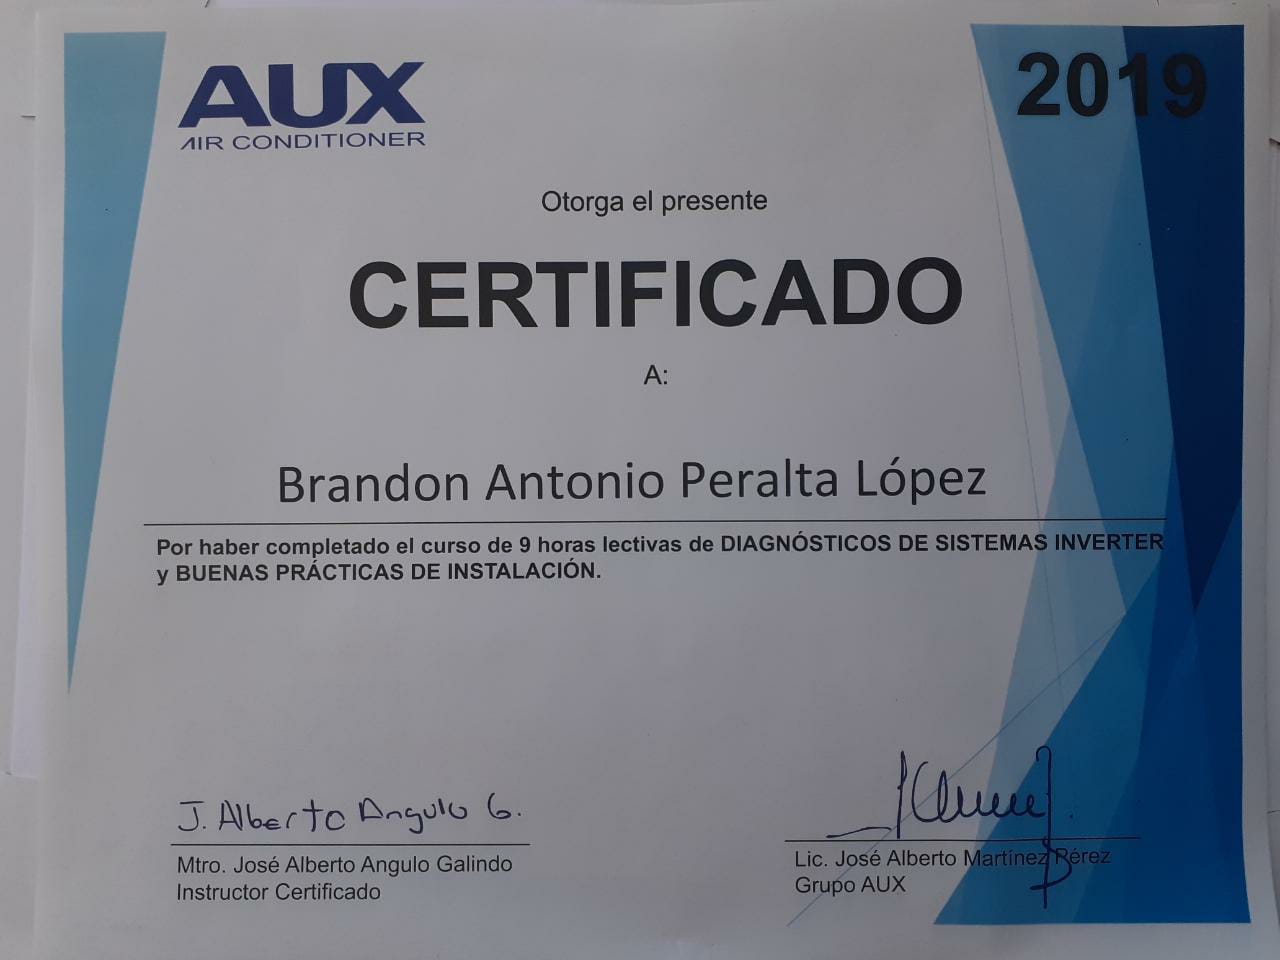 AUX
AIR CONDITIONER
2019
Otorga el presente
CERTIFICADO
A:
Brandon Antonio Peralta López
Por haber completado el curso de 9 horas lectivas de DIAGNÓSTICOS DE SISTEMAS INVERTER
y BUENAS PRÁCTICAS DE INSTALACIÓN.
J. Alberto Angulo G.
Mtro. José Alberto Angulo Galindo
Instructor Certificado
Lic. José Alberto Martínez Pérez
Grupo AUX